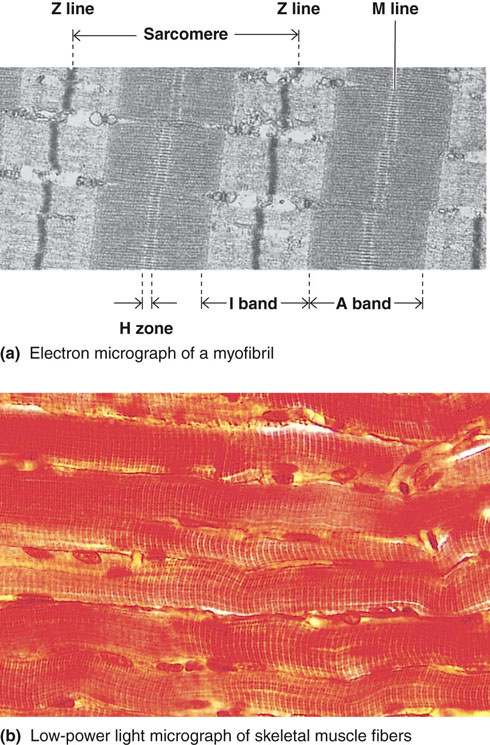 Z line Z line M line
Sarcomere
I band A band
H zone
(a) Electron micrograph of a myofibril
(b) Low-power light micrograph of skeletal muscle fibers